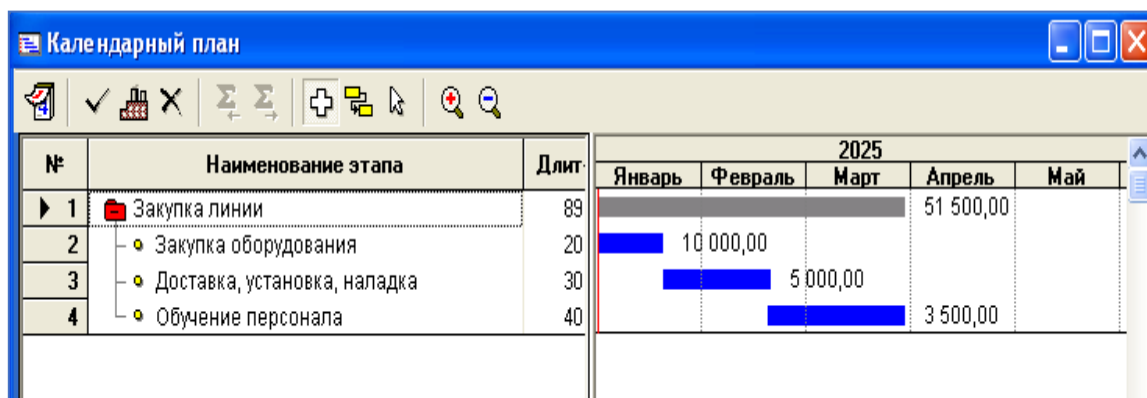 Календарный план
№ Наименование этапа Длит- 2025
Январь Февраль Март Апрель Май
1 Закупка линии 89 51 500,00
2 Закупка оборудования 20 10 000,00
3 Доставка, установка, наладка 30 5 000,00
4 Обучение персонала 40 3 500,00